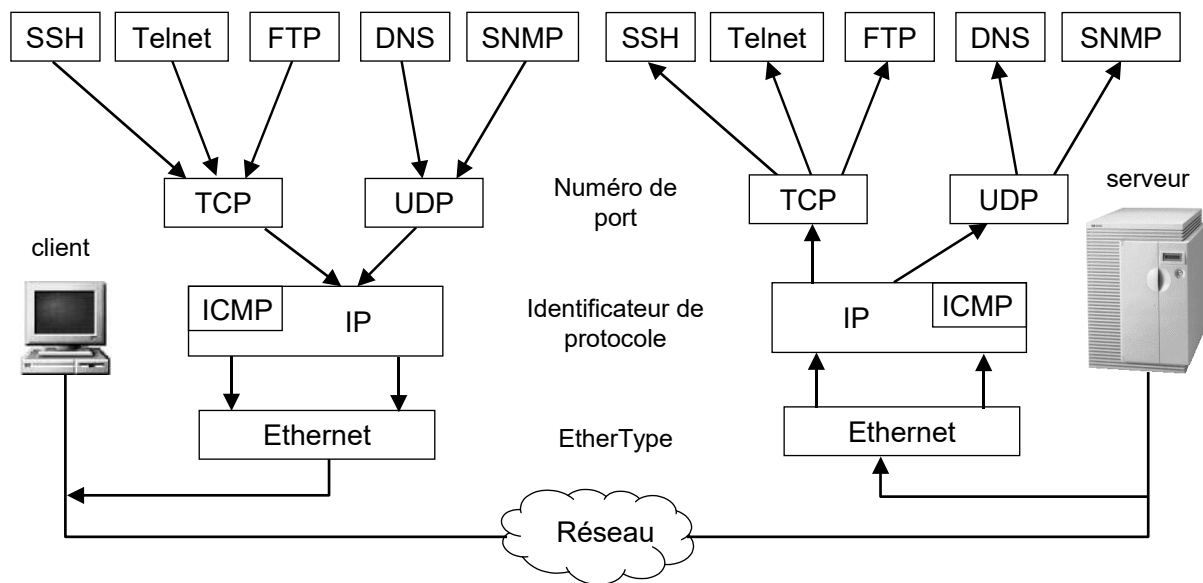 SSH Telnet FTP DNS SNMP SSH Telnet FTP DNS SNMP
TCP UDP Numéro de port TCP UDP serveur
client
ICMP IP Identificateur de protocole IP ICMP
Ethernet EtherType Ethernet
Réseau